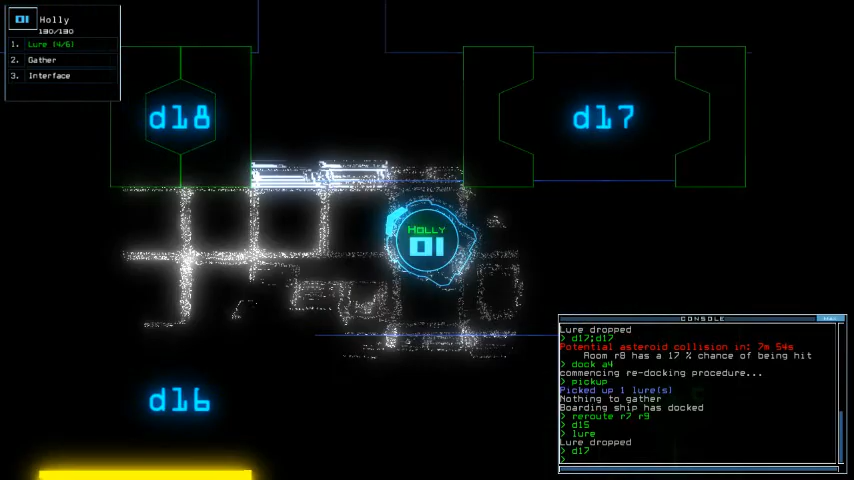 01 Holly
130/130
1. Lure (4/6)
2. Gather
3. Interface
d18
d17
HOLLY
01
d16
CONSOLE
Lure dropped
> d17;d17
Potential asteroid collision in: 7m 54s
Room r8 has a 17 % chance of being hit
> dock a4
commencing re-docking procedure...
> pickup
Picked up 1 lure(s)
Nothing to gather
Boarding ship has docked
> reroute r7 r9
> d15
> lure
Lure dropped
> d17
>